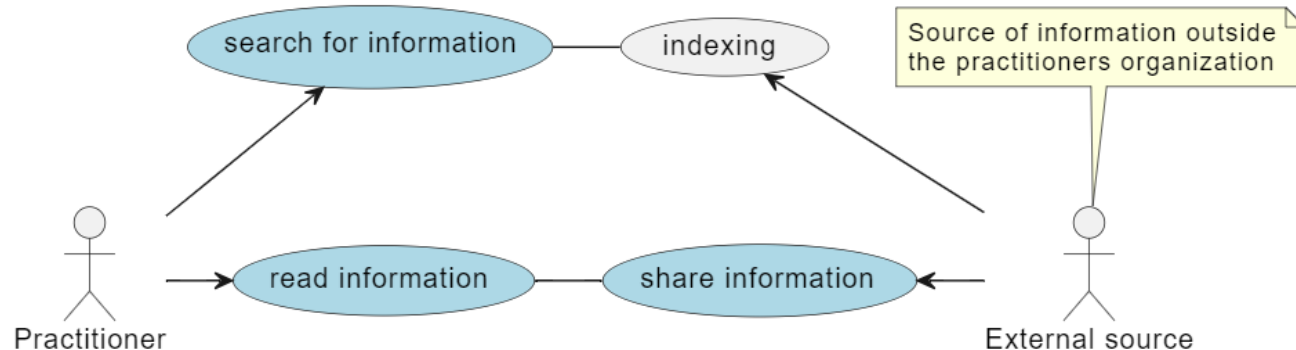 search for information
indexing
Source of information outside
the practitioners organization
read information
share information
Practitioner
External source